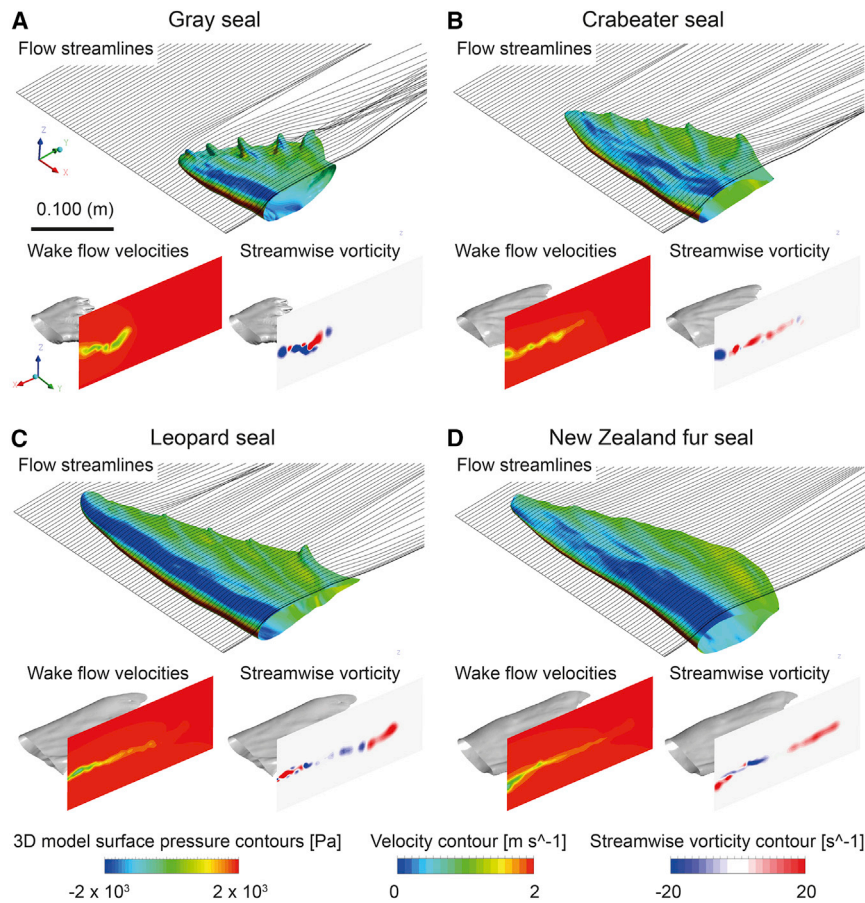 A
Gray seal
Flow streamlines
Z
Y
X
0.100 (m)
z
Wake flow velocities
Streamwise vorticity
Z
X
Y
B
Crabeater seal
Flow streamlines
z
Wake flow velocities
Streamwise vorticity
C
Leopard seal
Flow streamlines
z
Wake flow velocities
Streamwise vorticity
D
New Zealand fur seal
Flow streamlines
z
Wake flow velocities
Streamwise vorticity
3D model surface pressure contours [Pa]
-2 x 10³
2 x 10³
Velocity contour [m s^-1]
0
2
Streamwise vorticity contour [s^-1]
-20
20